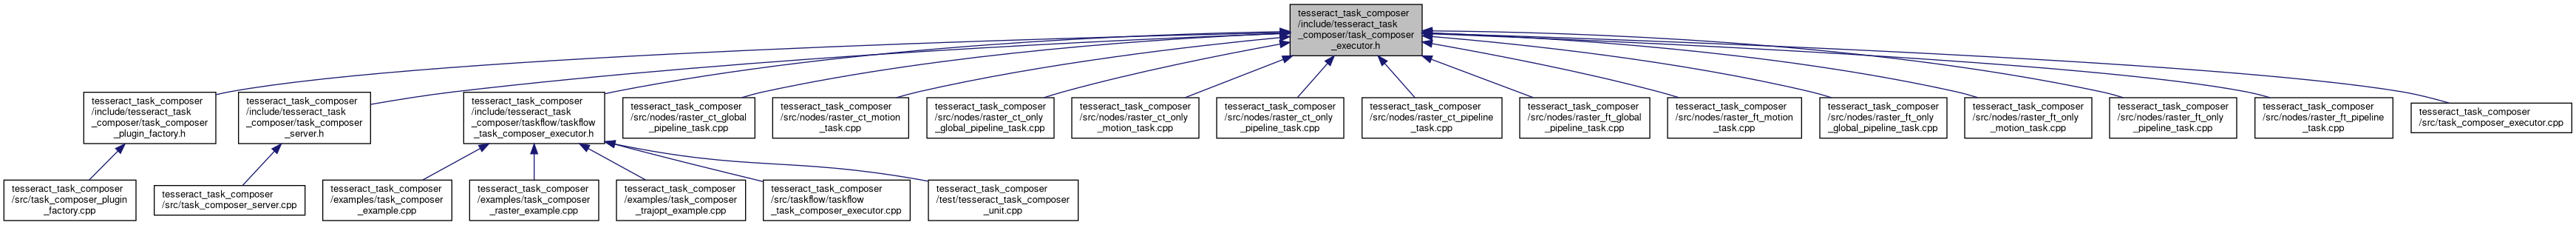 tesseract_task_composer
/include/tesseract_task
_composer/task_composer
_executor.h
tesseract_task_composer
/include/tesseract_task
_composer/task_composer
_plugin_factory.h
tesseract_task_composer
/include/tesseract_task
_composer/task_composer
_server.h
tesseract_task_composer
/include/tesseract_task
_composer/taskflow/taskflow
_task_composer_executor.h
tesseract_task_composer
/src/nodes/raster_ct_global
_pipeline_task.cpp
tesseract_task_composer
/src/nodes/raster_ct_motion
_task.cpp
tesseract_task_composer
/src/nodes/raster_ct_only
_global_pipeline_task.cpp
tesseract_task_composer
/src/nodes/raster_ct_only
_motion_task.cpp
tesseract_task_composer
/src/nodes/raster_ct_only
_pipeline_task.cpp
tesseract_task_composer
/src/nodes/raster_ct_pipeline
_task.cpp
tesseract_task_composer
/src/nodes/raster_ft_global
_pipeline_task.cpp
tesseract_task_composer
/src/nodes/raster_ft_motion
_task.cpp
tesseract_task_composer
/src/nodes/raster_ft_only
_global_pipeline_task.cpp
tesseract_task_composer
/src/nodes/raster_ft_only
_motion_task.cpp
tesseract_task_composer
/src/nodes/raster_ft_only
_pipeline_task.cpp
tesseract_task_composer
/src/nodes/raster_ft_pipeline
_task.cpp
tesseract_task_composer
/src/task_composer_executor.cpp
tesseract_task_composer
/src/task_composer_plugin
_factory.cpp
tesseract_task_composer
/src/task_composer_server.cpp
tesseract_task_composer
/examples/task_composer
_example.cpp
tesseract_task_composer
/examples/task_composer
_raster_example.cpp
tesseract_task_composer
/examples/task_composer
_trajopt_example.cpp
tesseract_task_composer
/src/taskflow/taskflow
_task_composer_executor.cpp
tesseract_task_composer
/test/tesseract_task_composer
_unit.cpp